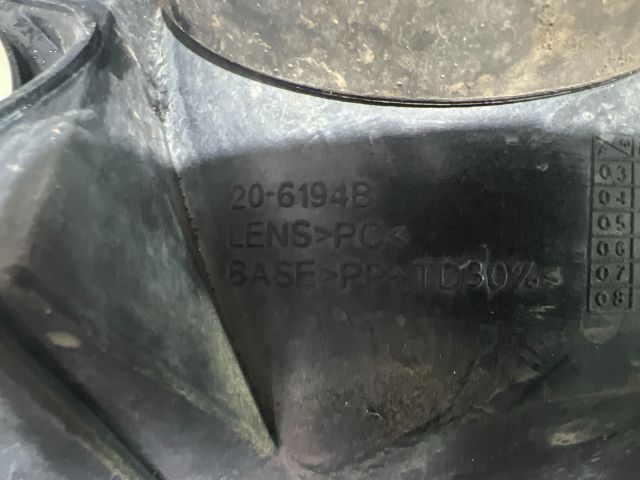 20-6194B
LENS>PC<
BASE>PP+TD30%<
03
04
05
06
07
08